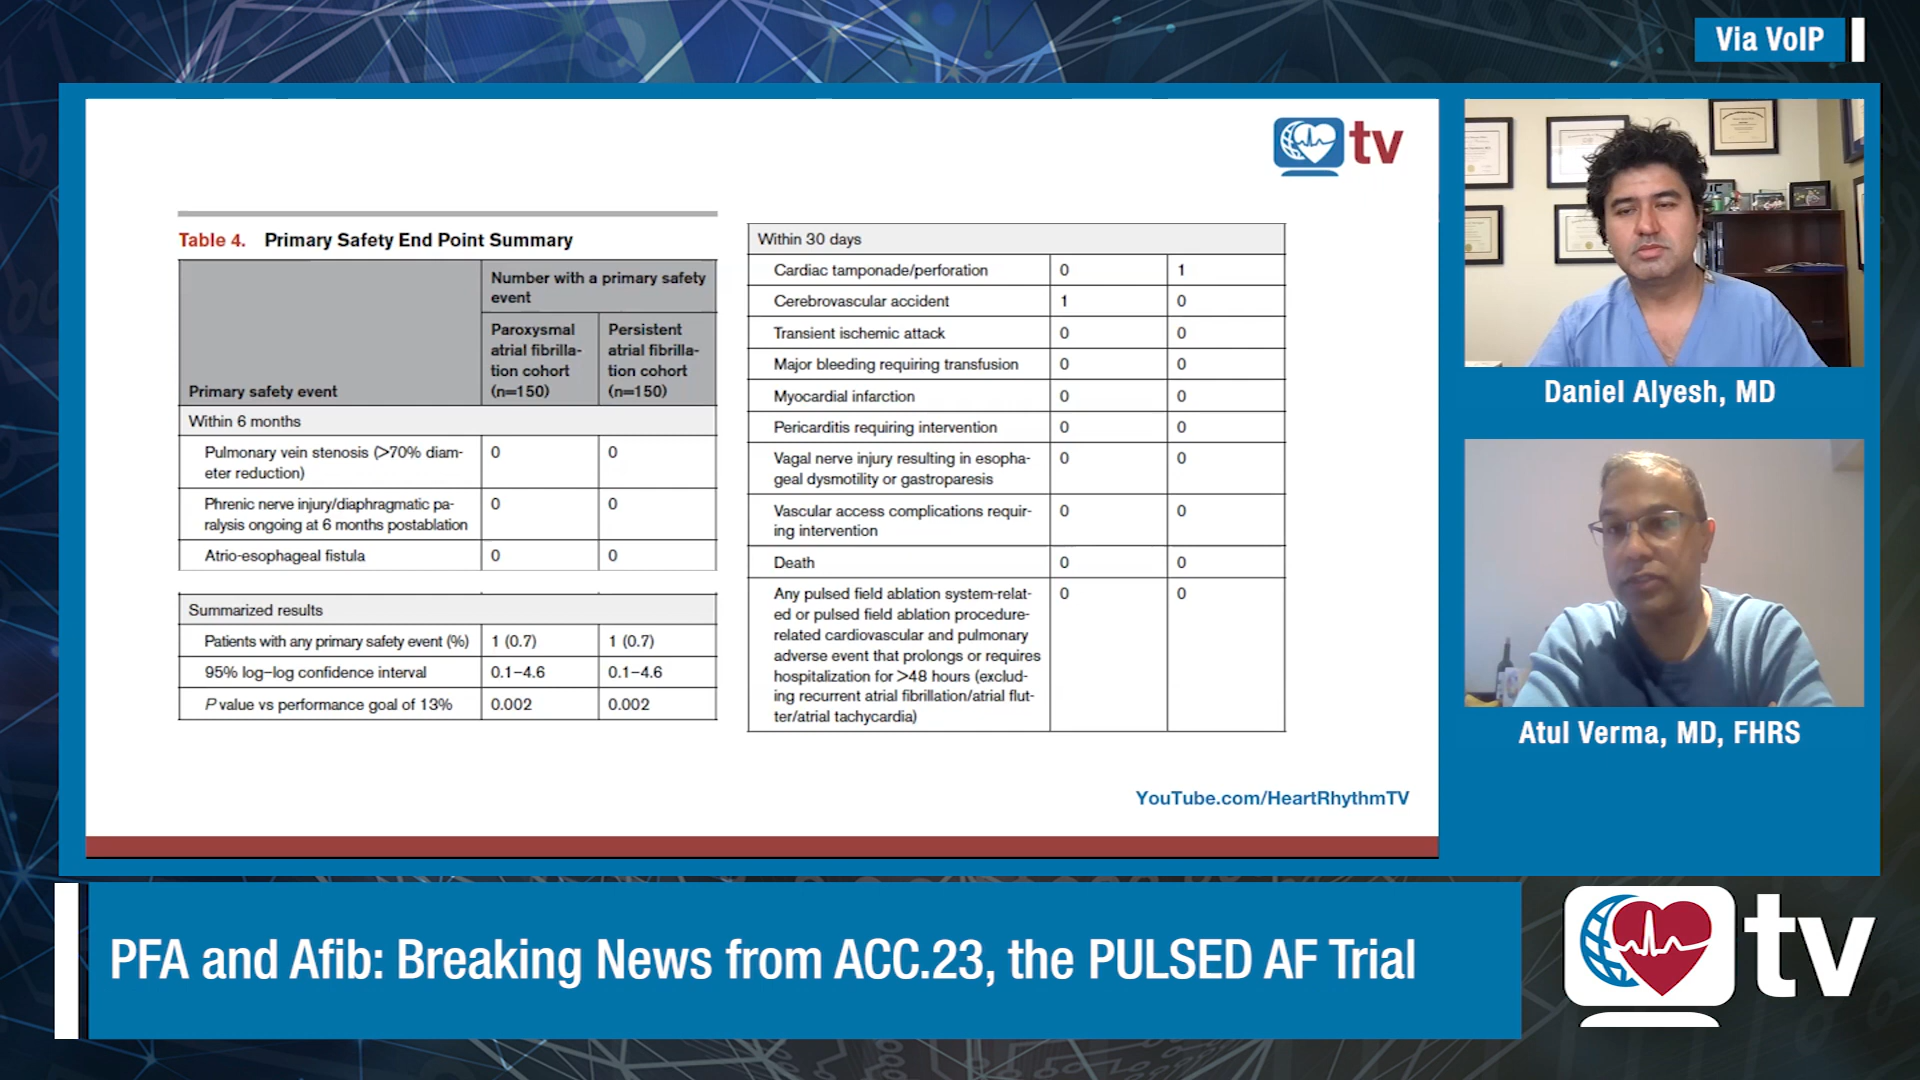 Via VoIP
tv
Table 4. Primary Safety End Point Summary
Primary safety event
Number with a primary safety
event
Paroxysmal
atrial fibrilla-
tion cohort
(n=150)
Persistent
atrial fibrilla-
tion cohort
(n=150)
Within 6 months
Pulmonary vein stenosis (>70% diam-
eter reduction)
0
0
Phrenic nerve injury/diaphragmatic pa-
ralysis ongoing at 6 months postablation
0
0
Atrio-esophageal fistula
0
0
Summarized results
Patients with any primary safety event (%)
1 (0.7)
1 (0.7)
95% log–log confidence interval
0.1–4.6
0.1–4.6
P value vs performance goal of 13%
0.002
0.002
Within 30 days
Cardiac tamponade/perforation
0
1
Cerebrovascular accident
1
0
Transient ischemic attack
0
0
Major bleeding requiring transfusion
0
0
Myocardial infarction
0
0
Pericarditis requiring intervention
0
0
Vagal nerve injury resulting in esopha-
geal dysmotility or gastroparesis
0
0
Vascular access complications requir-
ing intervention
0
0
Death
0
0
Any pulsed field ablation system-relat-
ed or pulsed field ablation procedure-
related cardiovascular and pulmonary
adverse event that prolongs or requires
hospitalization for >48 hours (exclud-
ing recurrent atrial fibrillation/atrial flut-
ter/atrial tachycardia)
0
0
YouTube.com/HeartRhythmTV
Daniel Alyesh, MD
Atul Verma, MD, FHRS
PFA and Afib: Breaking News from ACC.23, the PULSED AF Trial
tv